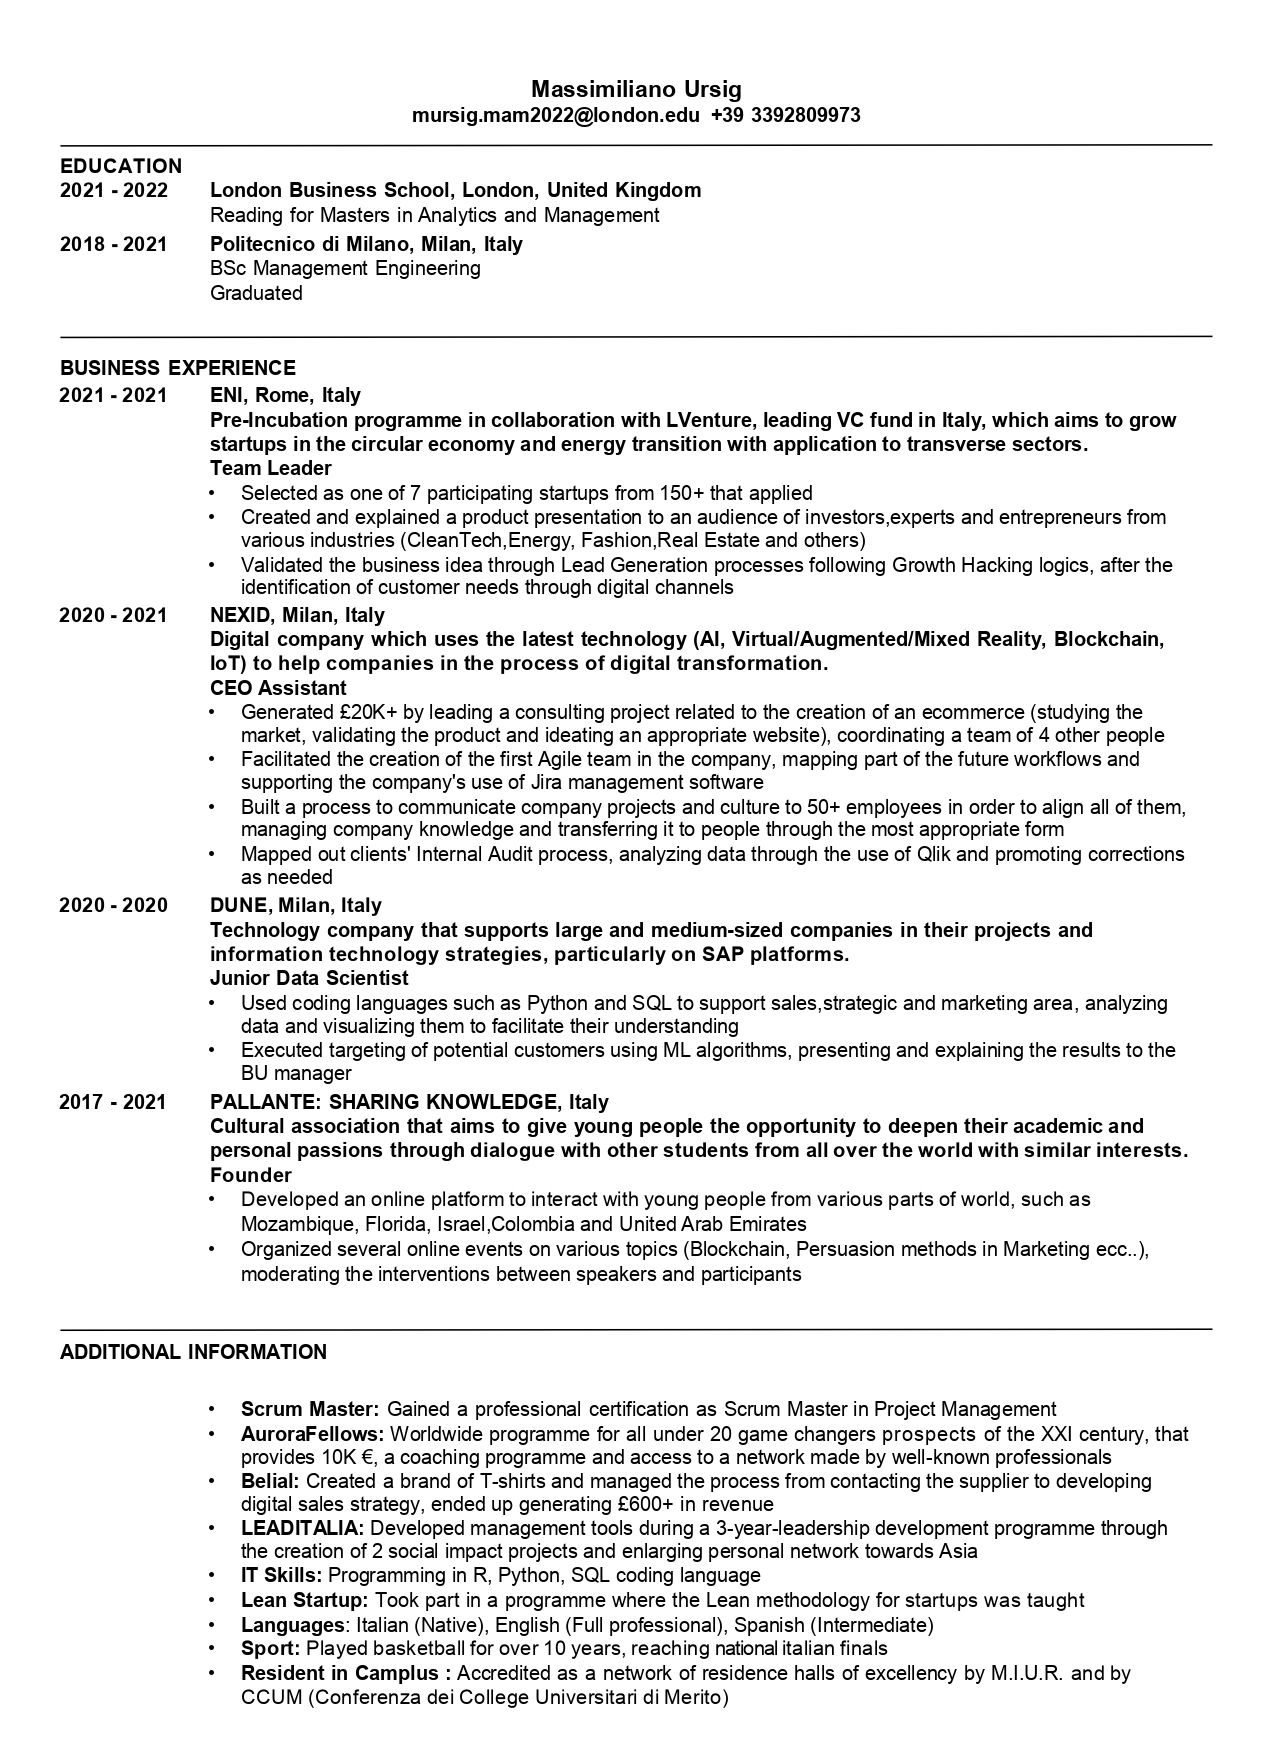 Massimiliano Ursig
mursig.mam2022@london.edu +39 3392809973
EDUCATION
2021 - 2022 London Business School, London, United Kingdom
Reading for Masters in Analytics and Management
2018 - 2021 Politecnico di Milano, Milan, Italy
BSc Management Engineering
Graduated
BUSINESS EXPERIENCE
2021 - 2021 ENI, Rome, Italy
Pre-Incubation programme in collaboration with LVenture, leading VC fund in Italy, which aims to grow
startups in the circular economy and energy transition with application to transverse sectors.
Team Leader
• Selected as one of 7 participating startups from 150+ that applied
• Created and explained a product presentation to an audience of investors,experts and entrepreneurs from
various industries (CleanTech,Energy, Fashion,Real Estate and others)
• Validated the business idea through Lead Generation processes following Growth Hacking logics, after the
identification of customer needs through digital channels
2020 - 2021 NEXID, Milan, Italy
Digital company which uses the latest technology (AI, Virtual/Augmented/Mixed Reality, Blockchain,
IoT) to help companies in the process of digital transformation.
CEO Assistant
• Generated £20K+ by leading a consulting project related to the creation of an ecommerce (studying the
market, validating the product and ideating an appropriate website), coordinating a team of 4 other people
• Facilitated the creation of the first Agile team in the company, mapping part of the future workflows and
supporting the company's use of Jira management software
• Built a process to communicate company projects and culture to 50+ employees in order to align all of them,
managing company knowledge and transferring it to people through the most appropriate form
• Mapped out clients' Internal Audit process, analyzing data through the use of Qlik and promoting corrections
as needed
2020 - 2020 DUNE, Milan, Italy
Technology company that supports large and medium-sized companies in their projects and
information technology strategies, particularly on SAP platforms.
Junior Data Scientist
• Used coding languages such as Python and SQL to support sales,strategic and marketing area, analyzing
data and visualizing them to facilitate their understanding
• Executed targeting of potential customers using ML algorithms, presenting and explaining the results to the
BU manager
2017 - 2021 PALLANTE: SHARING KNOWLEDGE, Italy
Cultural association that aims to give young people the opportunity to deepen their academic and
personal passions through dialogue with other students from all over the world with similar interests.
Founder
• Developed an online platform to interact with young people from various parts of world, such as
Mozambique, Florida, Israel,Colombia and United Arab Emirates
• Organized several online events on various topics (Blockchain, Persuasion methods in Marketing ecc..),
moderating the interventions between speakers and participants
ADDITIONAL INFORMATION
• Scrum Master: Gained a professional certification as Scrum Master in Project Management
• AuroraFellows: Worldwide programme for all under 20 game changers prospects of the XXI century, that
provides 10K €, a coaching programme and access to a network made by well-known professionals
• Belial: Created a brand of T-shirts and managed the process from contacting the supplier to developing
digital sales strategy, ended up generating £600+ in revenue
• LEADITALIA: Developed management tools during a 3-year-leadership development programme through
the creation of 2 social impact projects and enlarging personal network towards Asia
• IT Skills: Programming in R, Python, SQL coding language
• Lean Startup: Took part in a programme where the Lean methodology for startups was taught
• Languages: Italian (Native), English (Full professional), Spanish (Intermediate)
• Sport: Played basketball for over 10 years, reaching national italian finals
• Resident in Camplus : Accredited as a network of residence halls of excellency by M.I.U.R. and by
CCUM (Conferenza dei College Universitari di Merito)